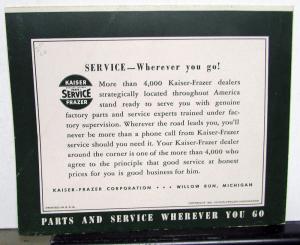 SERVICE—Wherever you go!
KAISER
SERVICE
FRAZER
More than 4,000 Kaiser-Frazer dealers
strategically located throughout America
stand ready to serve you with genuine
factory parts and service experts trained under fac-
tory supervision. Wherever the road leads you, you'll
never be more than a phone call from Kaiser-Frazer
service should you need it. Your Kaiser-Frazer dealer
around the corner is one of the more than 4,000 who
agree to the principle that good service at honest
prices for you is good business for him.
KAISER-FRAZER CORPORATION ··· WILLOW RUN, MICHIGAN
PRINTED IN U.S.A.
PARTS AND SERVICE WHEREVER YOU GO